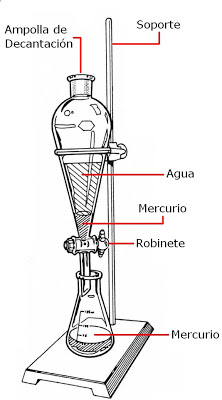 Ampolla de
Decantación
Soporte
Agua
Mercurio
Robinete
Mercurio